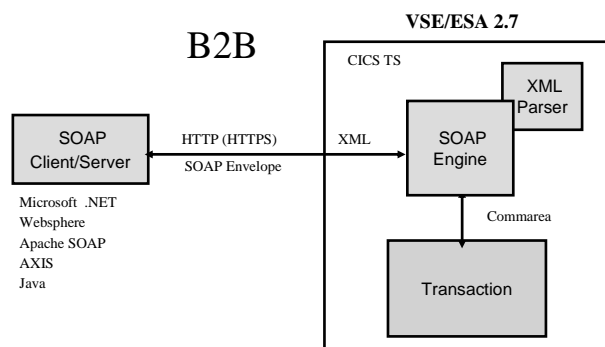 VSE/ESA 2.7
B2B
CICS TS
XML
Parser
SOAP
Client/Server
HTTP (HTTPS)
SOAP Envelope
XML
SOAP
Engine
Microsoft .NET
Websphere
Apache SOAP
AXIS
Java
Commarea
Transaction